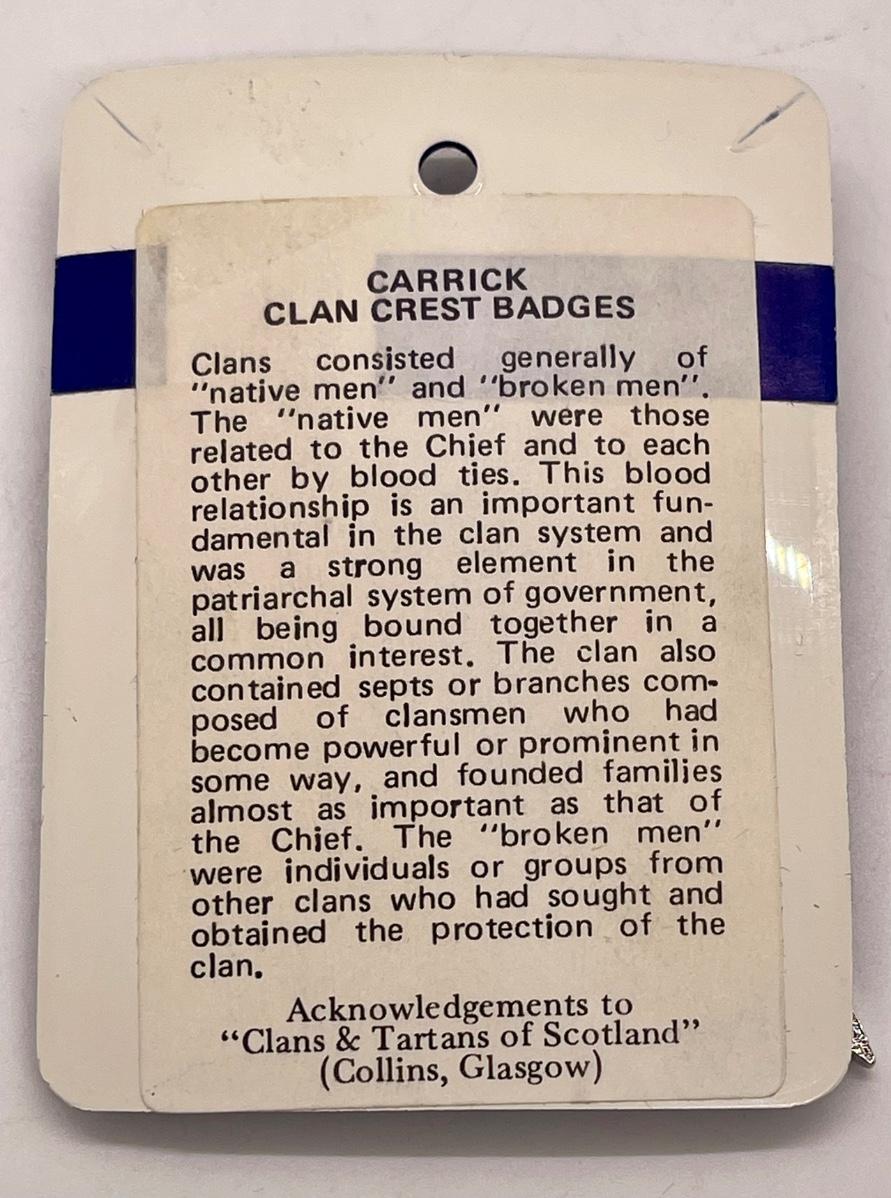 CARRICK
CLAN CREST BADGES
Clans consisted generally of
"native men" and "broken men".
The "native men" were those
related to the Chief and to each
other by blood ties. This blood
relationship is an important fun-
damental in the clan system and
was a strong element in the
patriarchal system of government,
all being bound together in a
common interest. The clan also
contained septs or branches com-
posed of clansmen who had
become powerful or prominent in
some way, and founded families
almost as important as that of
the Chief. The "broken men"
were individuals or groups from
other clans who had sought and
obtained the protection of the
clan.
Acknowledgements to
“Clans & Tartans of Scotland”
(Collins, Glasgow)